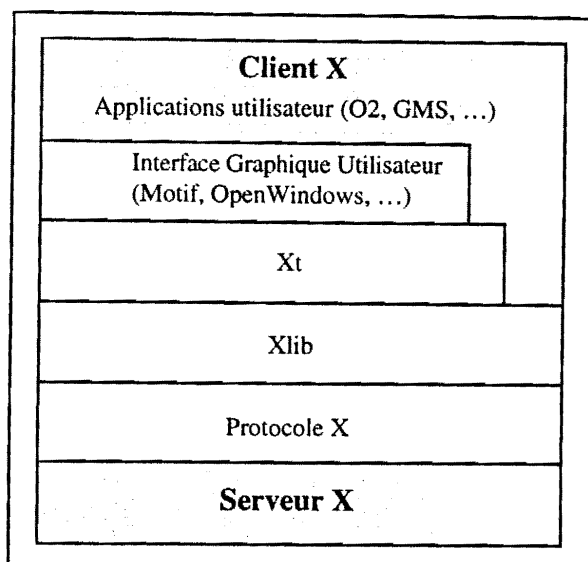 Client X
Applications utilisateur (O2, GMS, …)
Interface Graphique Utilisateur
(Motif, OpenWindows, …)
Xt
Xlib
Protocole X
Serveur X